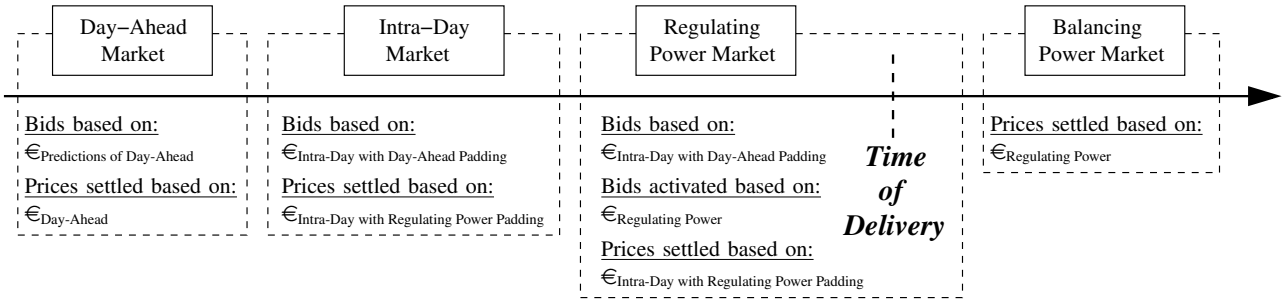 Day−Ahead
Market
Intra−Day
Market
Regulating
Power Market
Balancing
Power Market
Bids based on:
€Predictions of Day-Ahead
Prices settled based on:
€Day-Ahead
Bids based on:
€Intra-Day with Day-Ahead Padding
Prices settled based on:
€Intra-Day with Regulating Power Padding
Bids based on:
€Intra-Day with Day-Ahead Padding
Bids activated based on:
€Regulating Power
Prices settled based on:
€Intra-Day with Regulating Power Padding
Time
of
Delivery
Prices settled based on:
€Regulating Power